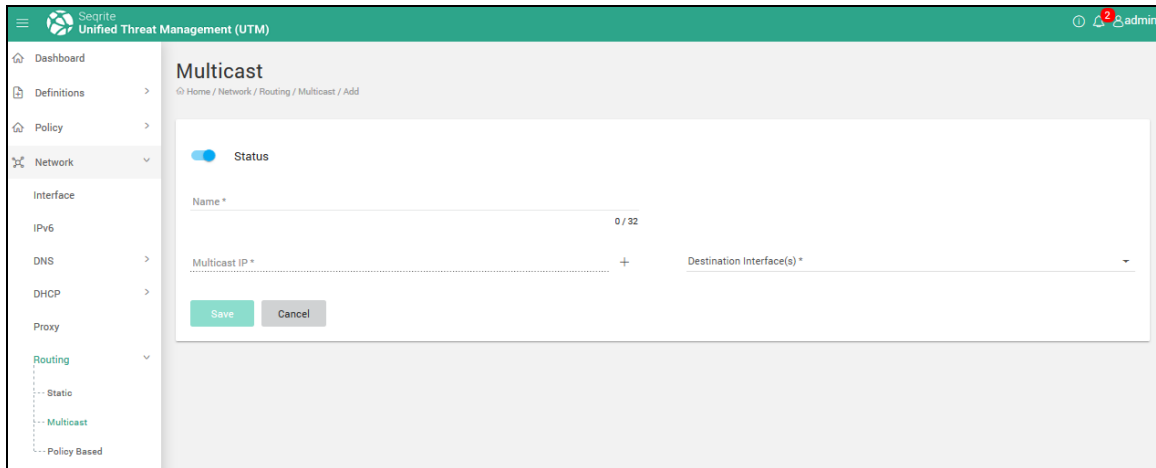 Seqrite
Unified Threat Management (UTM)
2
admin
Dashboard
Definitions
Policy
Network
Interface
IPv6
DNS
DHCP
Proxy
Routing
Static
Multicast
Policy Based
Multicast
Home / Network / Routing / Multicast / Add
Status
Name *
0 / 32
Multicast IP *
+
Destination Interface(s) *
Save
Cancel